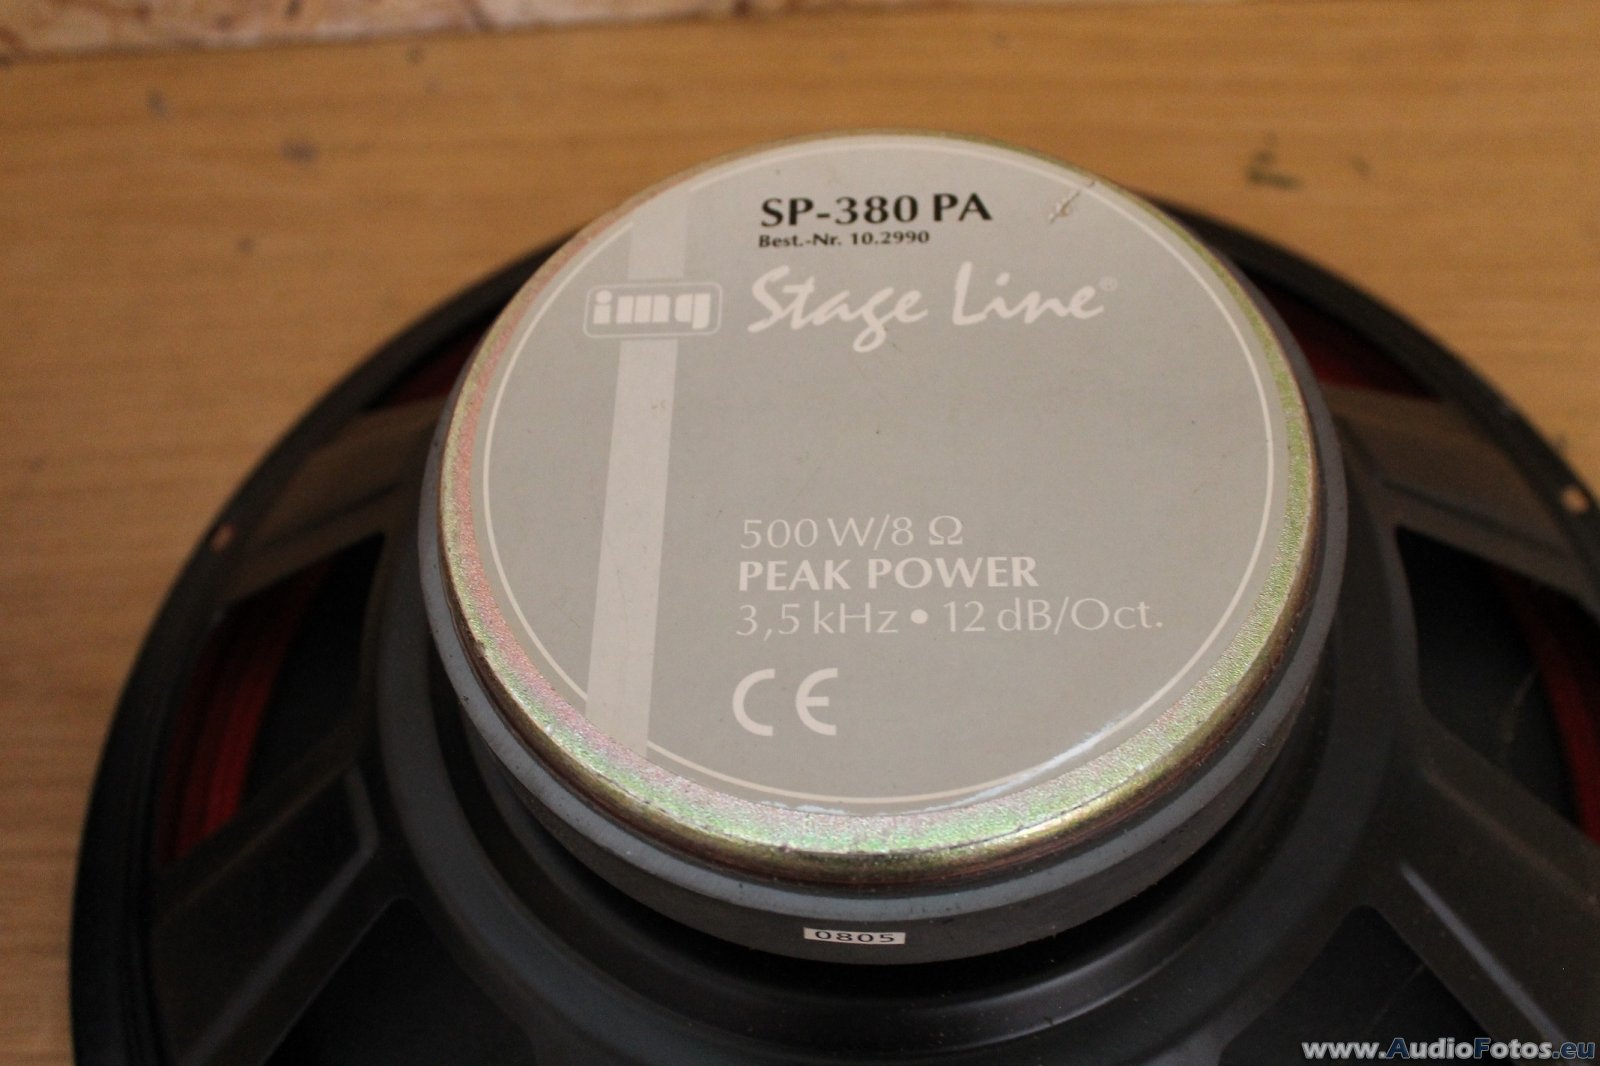 SP-380 PA
Best.-Nr. 10.2990
img Stage Line®
500 W/8 Ω
PEAK POWER
3,5 kHz • 12 dB/Oct.
CE
0805
www.AudioFotos.eu